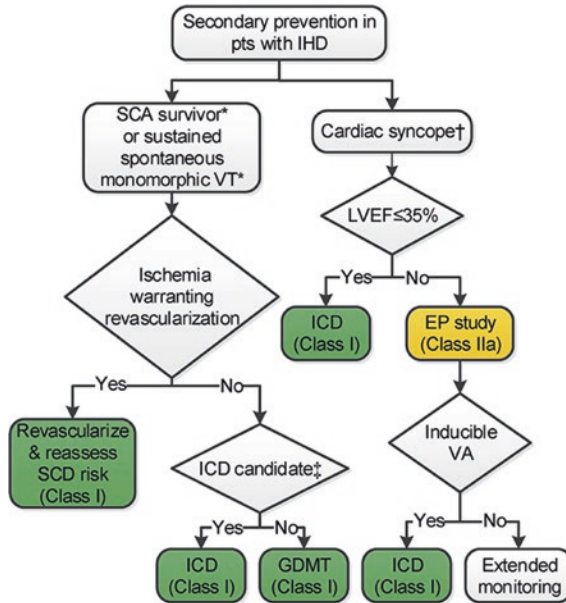 Secondary prevention in
pts with IHD
SCA survivor*
or sustained
spontaneous
monomorphic VT*
Cardiac syncope†
LVEF≤35%
Ischemia
warranting
revascularization
Yes
No
ICD
(Class I)
EP study
(Class IIa)
Yes
No
Revascularize
& reassess
SCD risk
(Class I)
ICD candidate‡
Inducible
VA
Yes
No
Yes
No
ICD
(Class I)
GDMT
(Class I)
ICD
(Class I)
Extended
monitoring